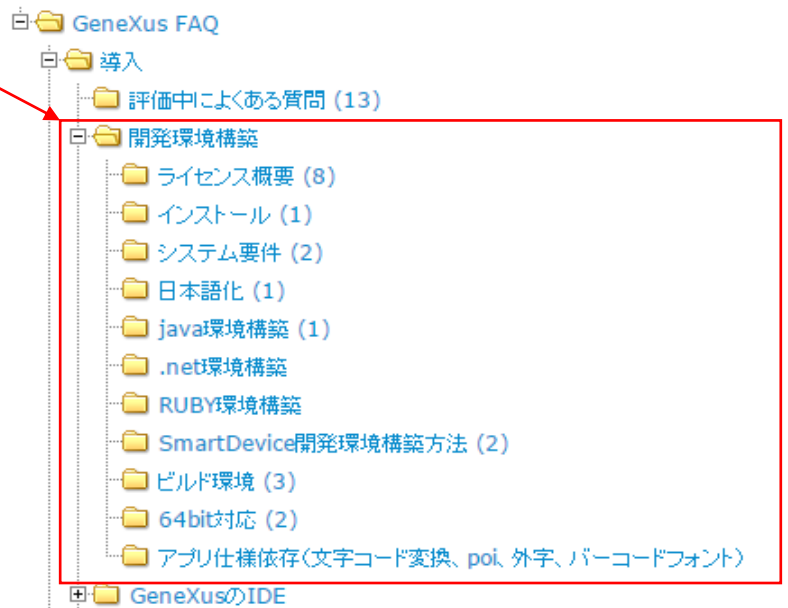 GeneXus FAQ
導入
評価中によくある質問 (13)
開発環境構築
ライセンス概要 (8)
インストール (1)
システム要件 (2)
日本語化 (1)
java環境構築 (1)
.net環境構築
RUBY環境構築
SmartDevice開発環境構築方法 (2)
ビルド環境 (3)
64bit対応 (2)
アプリ仕様依存（文字コード変換、poi、外字、バーコードフォント）
GeneXusのIDE